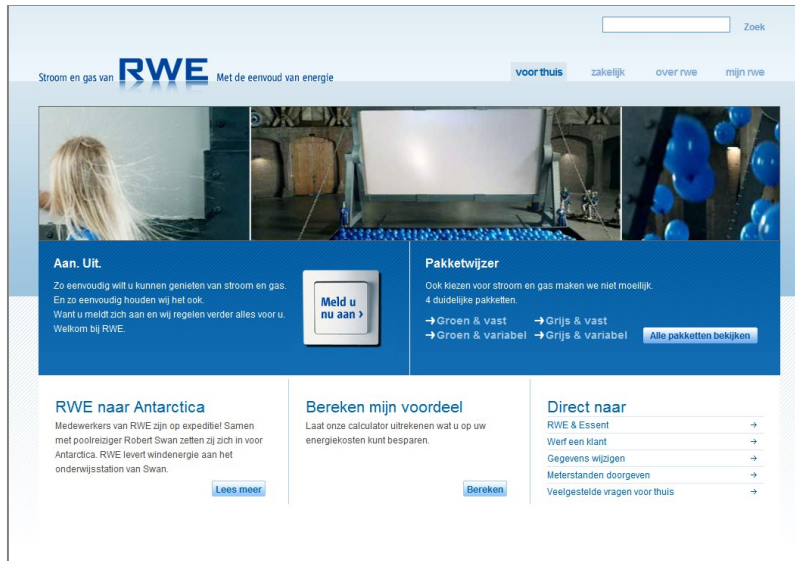 Zoek
Stroom en gas van RWE Met de eenvoud van energie
voor thuis zakelijk over rwe mijn rwe
Aan. Uit.
Zo eenvoudig wilt u kunnen genieten van stroom en gas.
En zo eenvoudig houden wij het ook.
Want u meldt zich aan en wij regelen verder alles voor u.
Welkom bij RWE.
Meld u
nu aan ›
Pakketwijzer
Ook kiezen voor stroom en gas maken we niet moeilijk.
4 duidelijke pakketten.
→Groen & vast →Grijs & vast
→Groen & variabel →Grijs & variabel
Alle pakketten bekijken
RWE naar Antarctica
Medewerkers van RWE zijn op expeditie! Samen
met poolreiziger Robert Swan zetten zij zich in voor
Antarctica. RWE levert windenergie aan het
onderwijsstation van Swan.
Lees meer
Bereken mijn voordeel
Laat onze calculator uitrekenen wat u op uw
energiekosten kunt besparen.
Bereken
Direct naar
RWE & Essent →
Werf een klant →
Gegevens wijzigen →
Meterstanden doorgeven →
Veelgestelde vragen voor thuis →